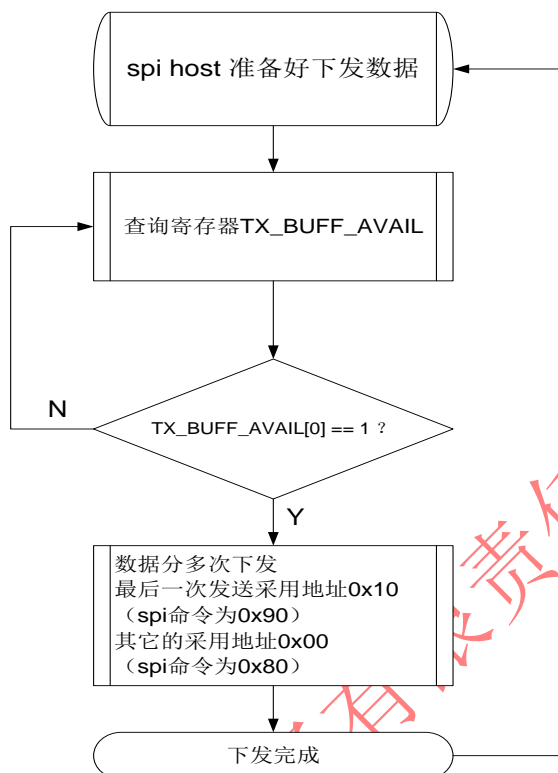 spi host 准备好下发数据
查询寄存器TX_BUFF_AVAIL
TX_BUFF_AVAIL[0] == 1 ？
N
Y
数据分多次下发
最后一次发送采用地址0x10
（spi命令为0x90）
其它的采用地址0x00
（spi命令为0x80）
下发完成
有限责任